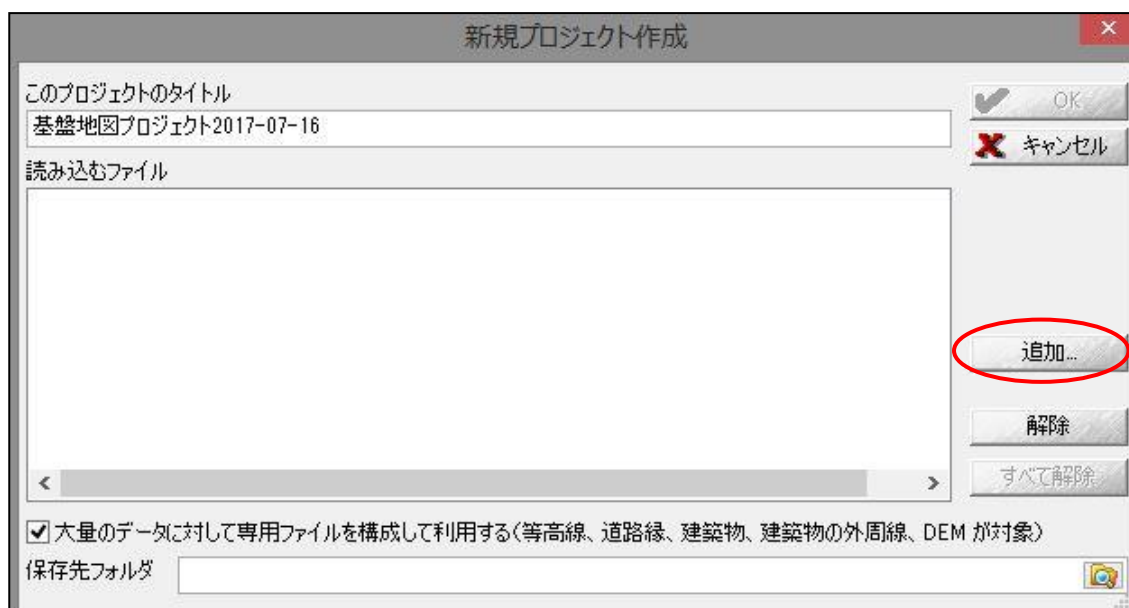 新規プロジェクト作成
このプロジェクトのタイトル
基盤地図プロジェクト2017-07-16
OK
キャンセル
読み込むファイル
追加...
解除
すべて解除
大量のデータに対して専用ファイルを構成して利用する(等高線、道路縁、建築物、建築物の外周線、DEM が対象)
保存先フォルダ